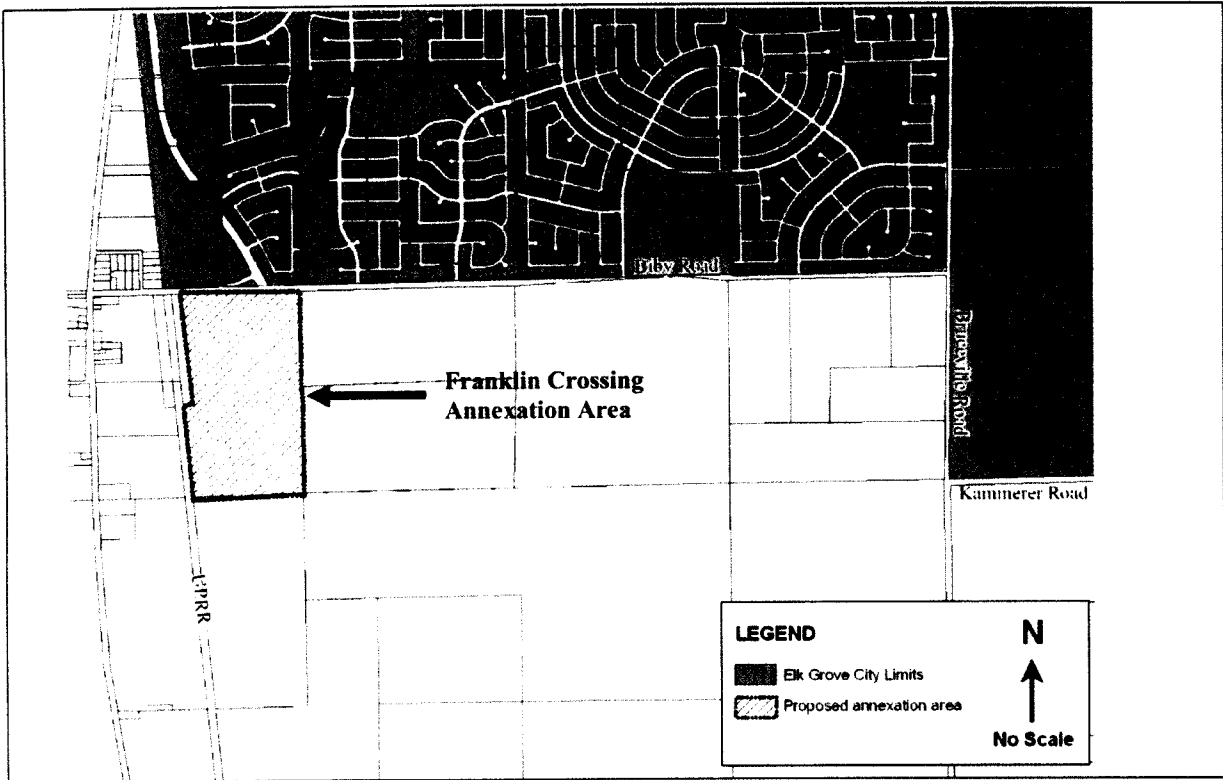 Bilby Road
Bruceville Road
Franklin Crossing
Annexation Area
Kammerer Road
UPRR
LEGEND
Elk Grove City Limits
Proposed annexation area
N
No Scale